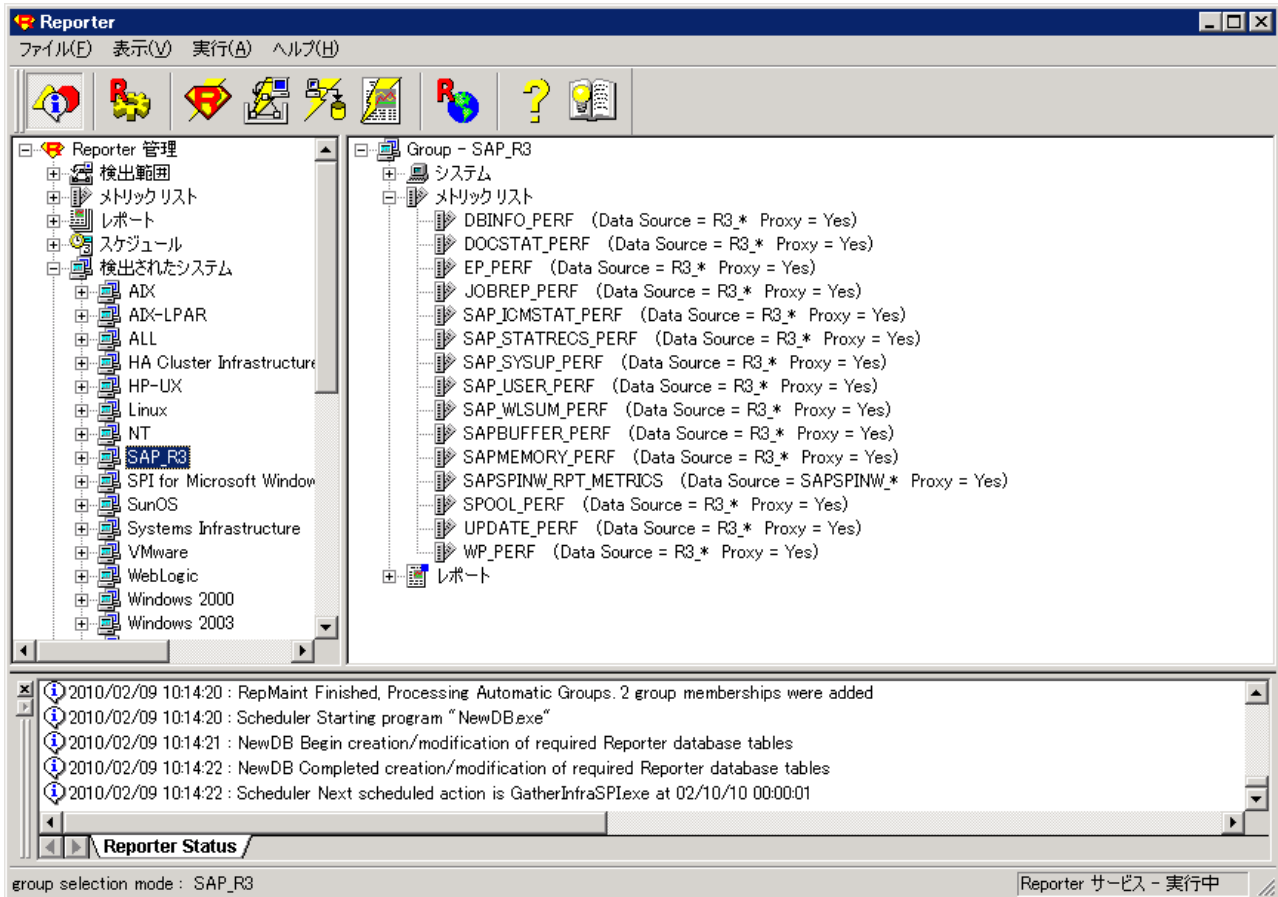 Reporter
ファイル(F) 表示(V) 実行(A) ヘルプ(H)
Reporter 管理
検出範囲
メトリック リスト
レポート
スケジュール
検出されたシステム
AIX
AIX-LPAR
ALL
HA Cluster Infrastructure
HP-UX
Linux
NT
SAP_R3
SPI for Microsoft Window
SunOS
Systems Infrastructure
VMware
WebLogic
Windows 2000
Windows 2003
Group - SAP_R3
システム
メトリック リスト
DBINFO_PERF (Data Source = R3_* Proxy = Yes)
DOCSTAT_PERF (Data Source = R3_* Proxy = Yes)
EP_PERF (Data Source = R3_* Proxy = Yes)
JOBREP_PERF (Data Source = R3_* Proxy = Yes)
SAP_ICMSTAT_PERF (Data Source = R3_* Proxy = Yes)
SAP_STATRECS_PERF (Data Source = R3_* Proxy = Yes)
SAP_SYSUP_PERF (Data Source = R3_* Proxy = Yes)
SAP_USER_PERF (Data Source = R3_* Proxy = Yes)
SAP_WLSUM_PERF (Data Source = R3_* Proxy = Yes)
SAPBUFFER_PERF (Data Source = R3_* Proxy = Yes)
SAPMEMORY_PERF (Data Source = R3_* Proxy = Yes)
SAPSPINW_RPT_METRICS (Data Source = SAPSPINW_* Proxy = Yes)
SPOOL_PERF (Data Source = R3_* Proxy = Yes)
UPDATE_PERF (Data Source = R3_* Proxy = Yes)
WP_PERF (Data Source = R3_* Proxy = Yes)
レポート
2010/02/09 10:14:20 : RepMaint Finished, Processing Automatic Groups. 2 group memberships were added
2010/02/09 10:14:20 : Scheduler Starting program "NewDB.exe"
2010/02/09 10:14:21 : NewDB Begin creation/modification of required Reporter database tables
2010/02/09 10:14:22 : NewDB Completed creation/modification of required Reporter database tables
2010/02/09 10:14:22 : Scheduler Next scheduled action is GatherInfraSPI.exe at 02/10/10 00:00:01
Reporter Status
group selection mode : SAP_R3
Reporter サービス - 実行中